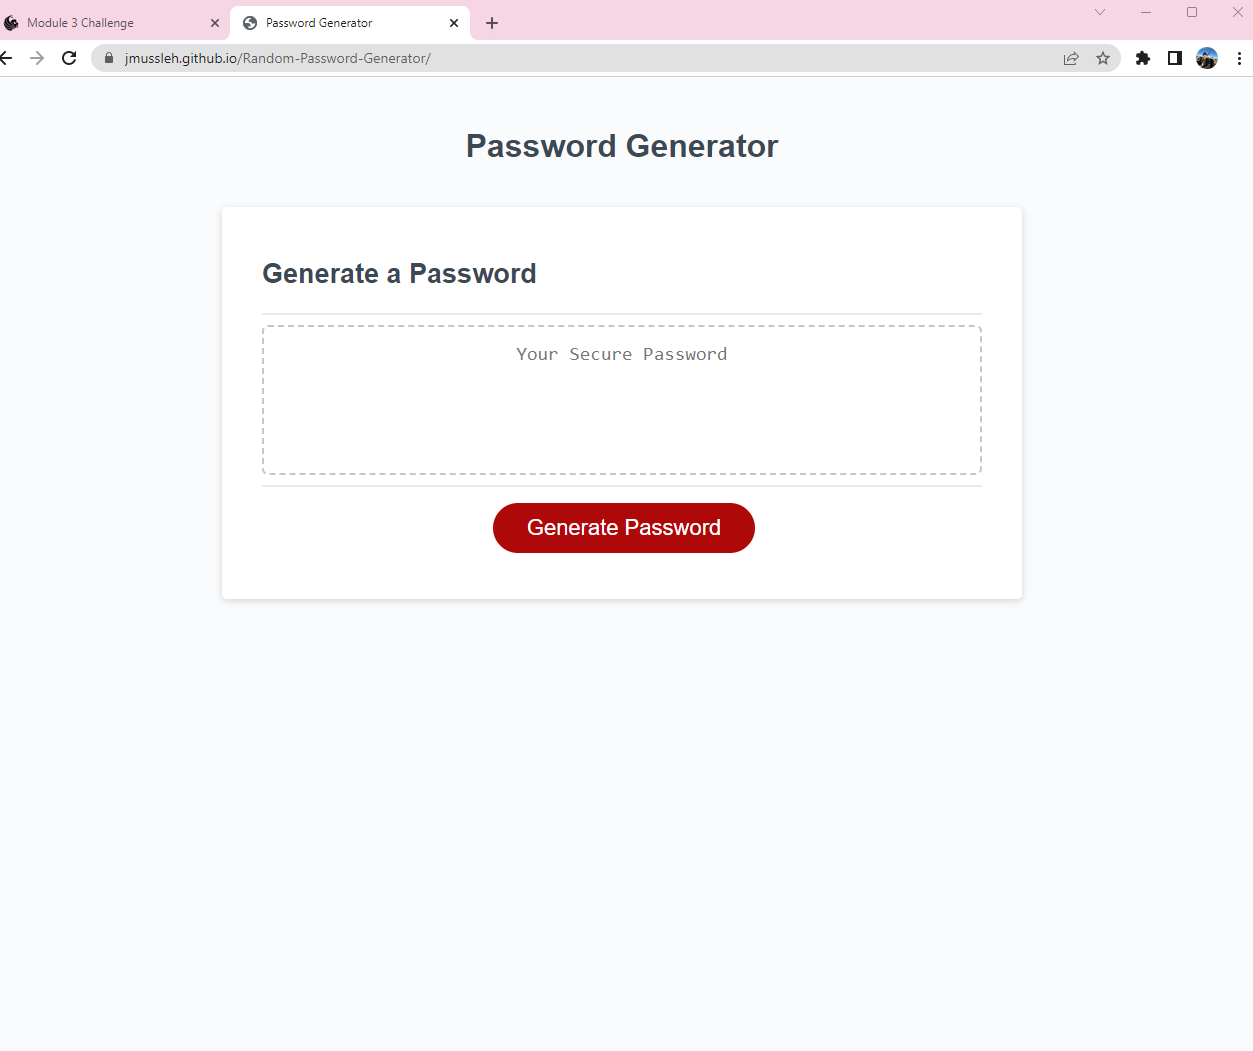 Module 3 Challenge
Password Generator
jmussleh.github.io/Random-Password-Generator/
Password Generator
Generate a Password
Your Secure Password
Generate Password